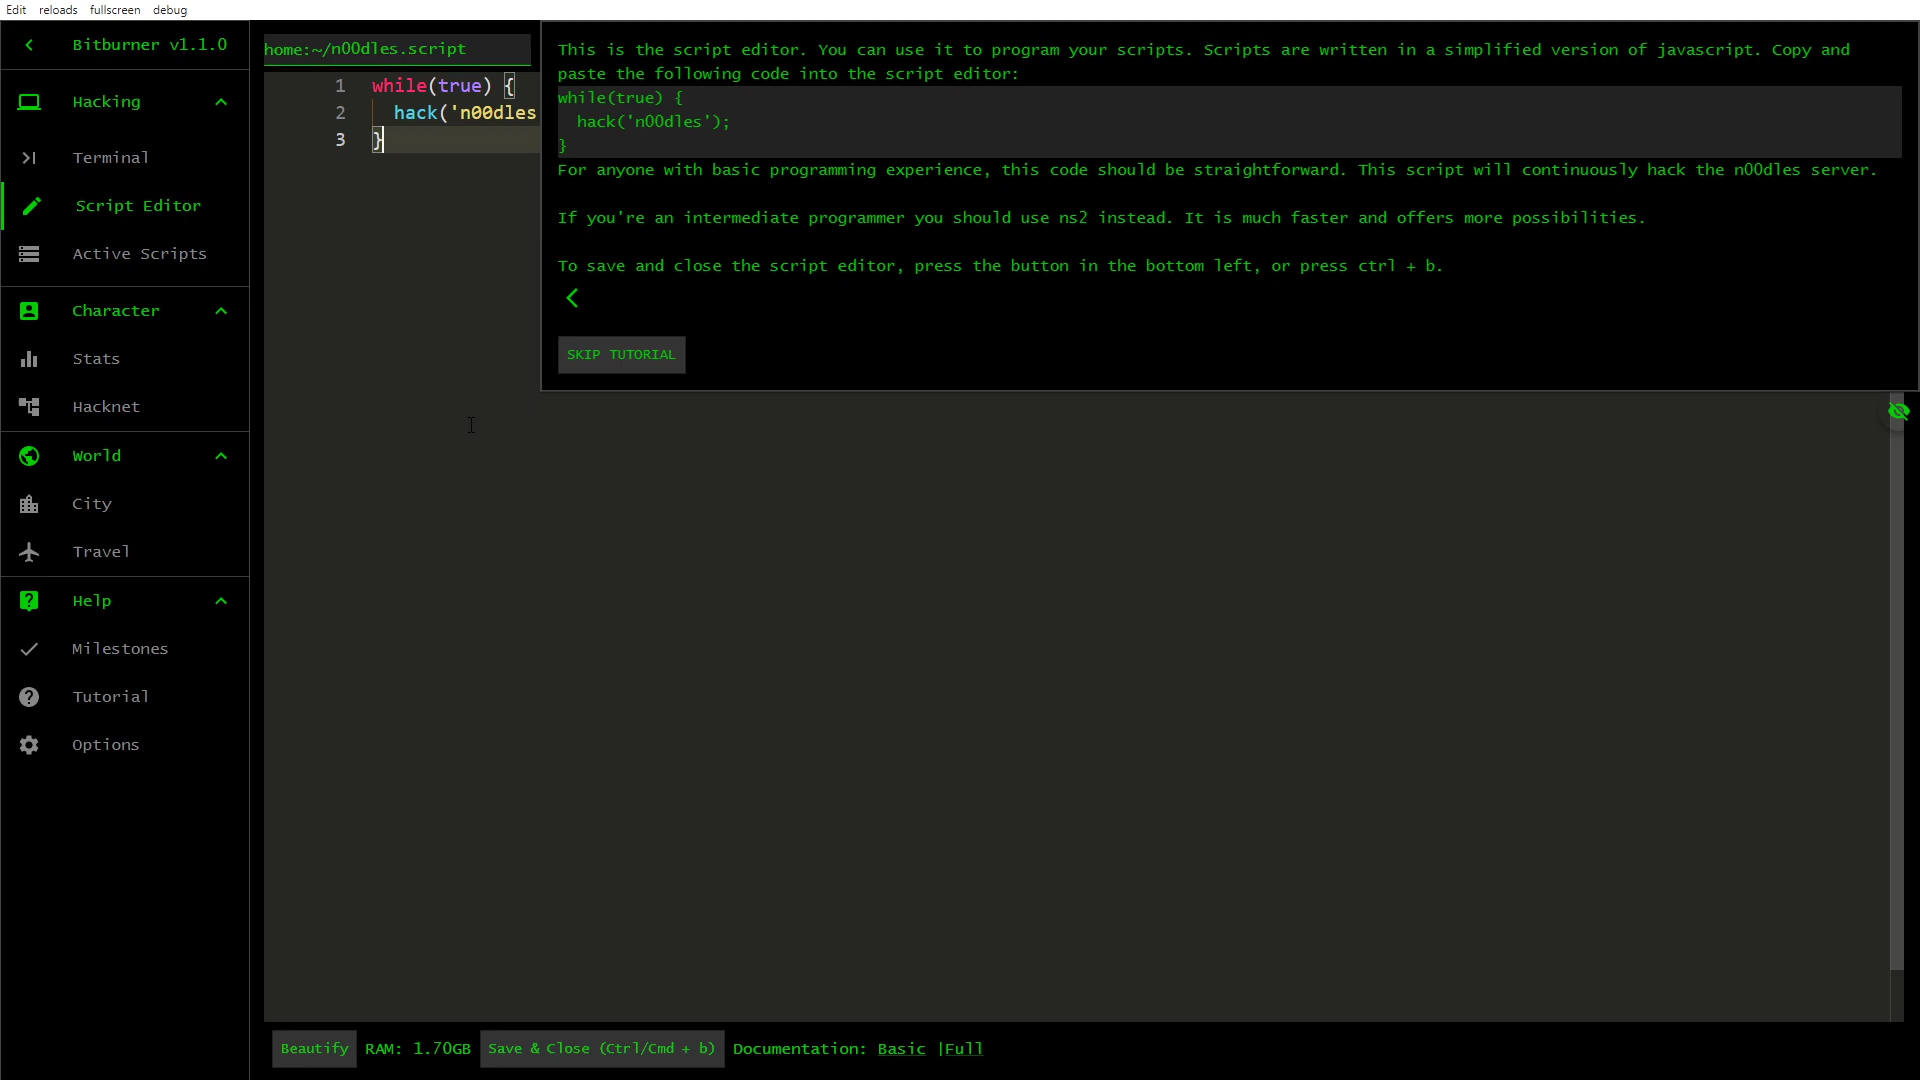 Edit reloads fullscreen debug
Bitburner v1.1.0
Hacking
Terminal
Script Editor
Active Scripts
Character
Stats
Hacknet
World
City
Travel
Help
Milestones
Tutorial
Options
home:~/n00dles.script
1 while(true) {
2 hack('n00dles
3 }
This is the script editor. You can use it to program your scripts. Scripts are written in a simplified version of javascript. Copy and
paste the following code into the script editor:
while(true) {
hack('n00dles');
}
For anyone with basic programming experience, this code should be straightforward. This script will continuously hack the n00dles server.
If you're an intermediate programmer you should use ns2 instead. It is much faster and offers more possibilities.
To save and close the script editor, press the button in the bottom left, or press ctrl + b.
SKIP TUTORIAL
Beautify RAM: 1.70GB Save & Close (Ctrl/Cmd + b) Documentation: Basic |Full